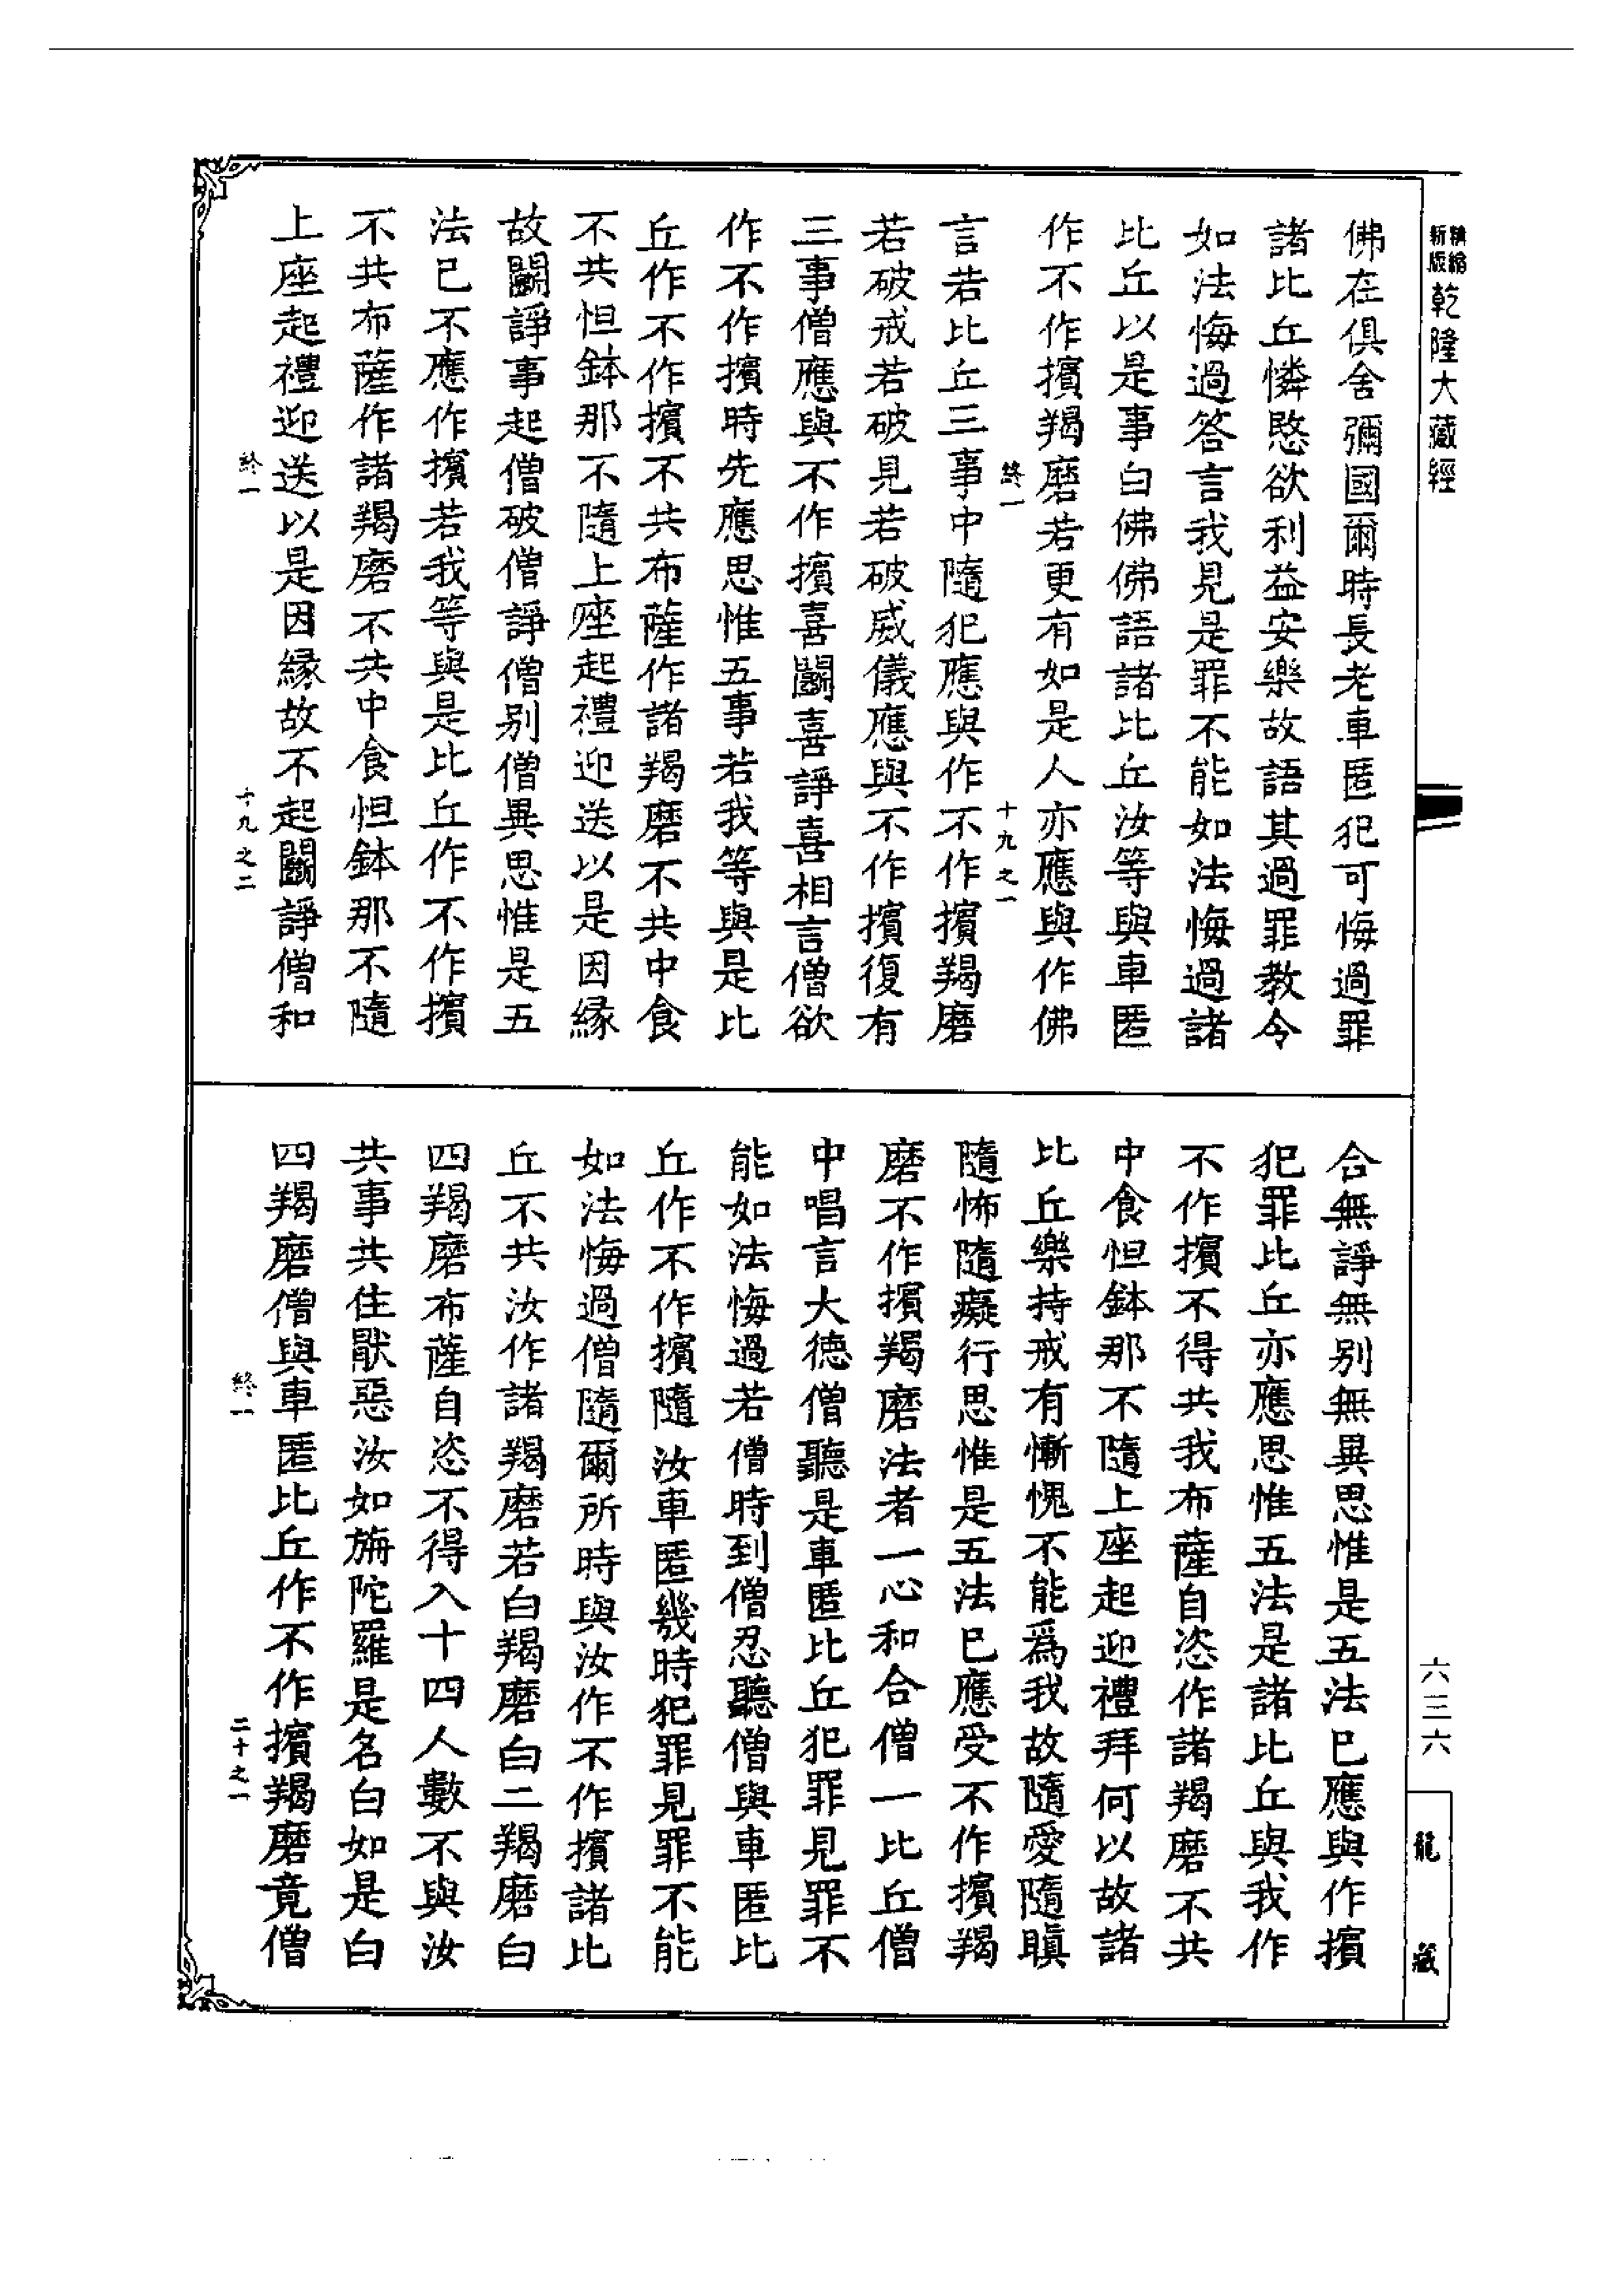 精縮新版乾隆大藏經
佛在俱舍彌國爾時長老車匿犯可悔過罪
諸比丘憐愍欲利益安樂故語其過罪教令
如法悔過答言我見是罪不能如法悔過諸
比丘以是事白佛佛語諸比丘汝等與車匿
作不作擯羯磨若更有如是人亦應與作佛
終一 十九之一
言若比丘三事中隨犯應與作不作擯羯磨
若破戒若破見若破威儀應與不作擯復有
三事僧應與不作擯喜鬭喜諍喜相言僧欲
作不作擯時先應思惟五事若我等與是比
丘作不作擯不共布薩作諸羯磨不共中食
不共怛鉢那不隨上座起禮迎送以是因緣
故鬭諍事起僧破僧諍僧別僧異思惟是五
法已不應作擯若我等與是比丘作不作擯
不共布薩作諸羯磨不共中食怛鉢那不隨
上座起禮迎送以是因緣故不起鬭諍僧和
終一 十九之二
合無諍無別無異思惟是五法已應與作擯
犯罪比丘亦應思惟五法是諸比丘與我作
不作擯不得共我布薩自恣作諸羯磨不共
中食怛鉢那不隨上座起迎禮拜何以故諸
比丘樂持戒有慚愧不能爲我故隨愛隨瞋
隨怖隨癡行思惟是五法已應受不作擯羯
磨不作擯羯磨法者一心和合僧一比丘僧
中唱言大德僧聽是車匿比丘犯罪見罪不
能如法悔過若僧時到僧忍聽僧與車匿比
丘作不作擯隨汝車匿幾時犯罪見罪不能
如法悔過僧隨爾所時與汝作不作擯諸比
丘不共汝作諸羯磨若白羯磨白二羯磨白
四羯磨布薩自恣不得入十四人數不與汝
共事共住厭惡汝如旃陀羅是名白如是白
四羯磨僧與車匿比丘作不作擯羯磨竟僧
終一 二十之一
六三六
龍藏